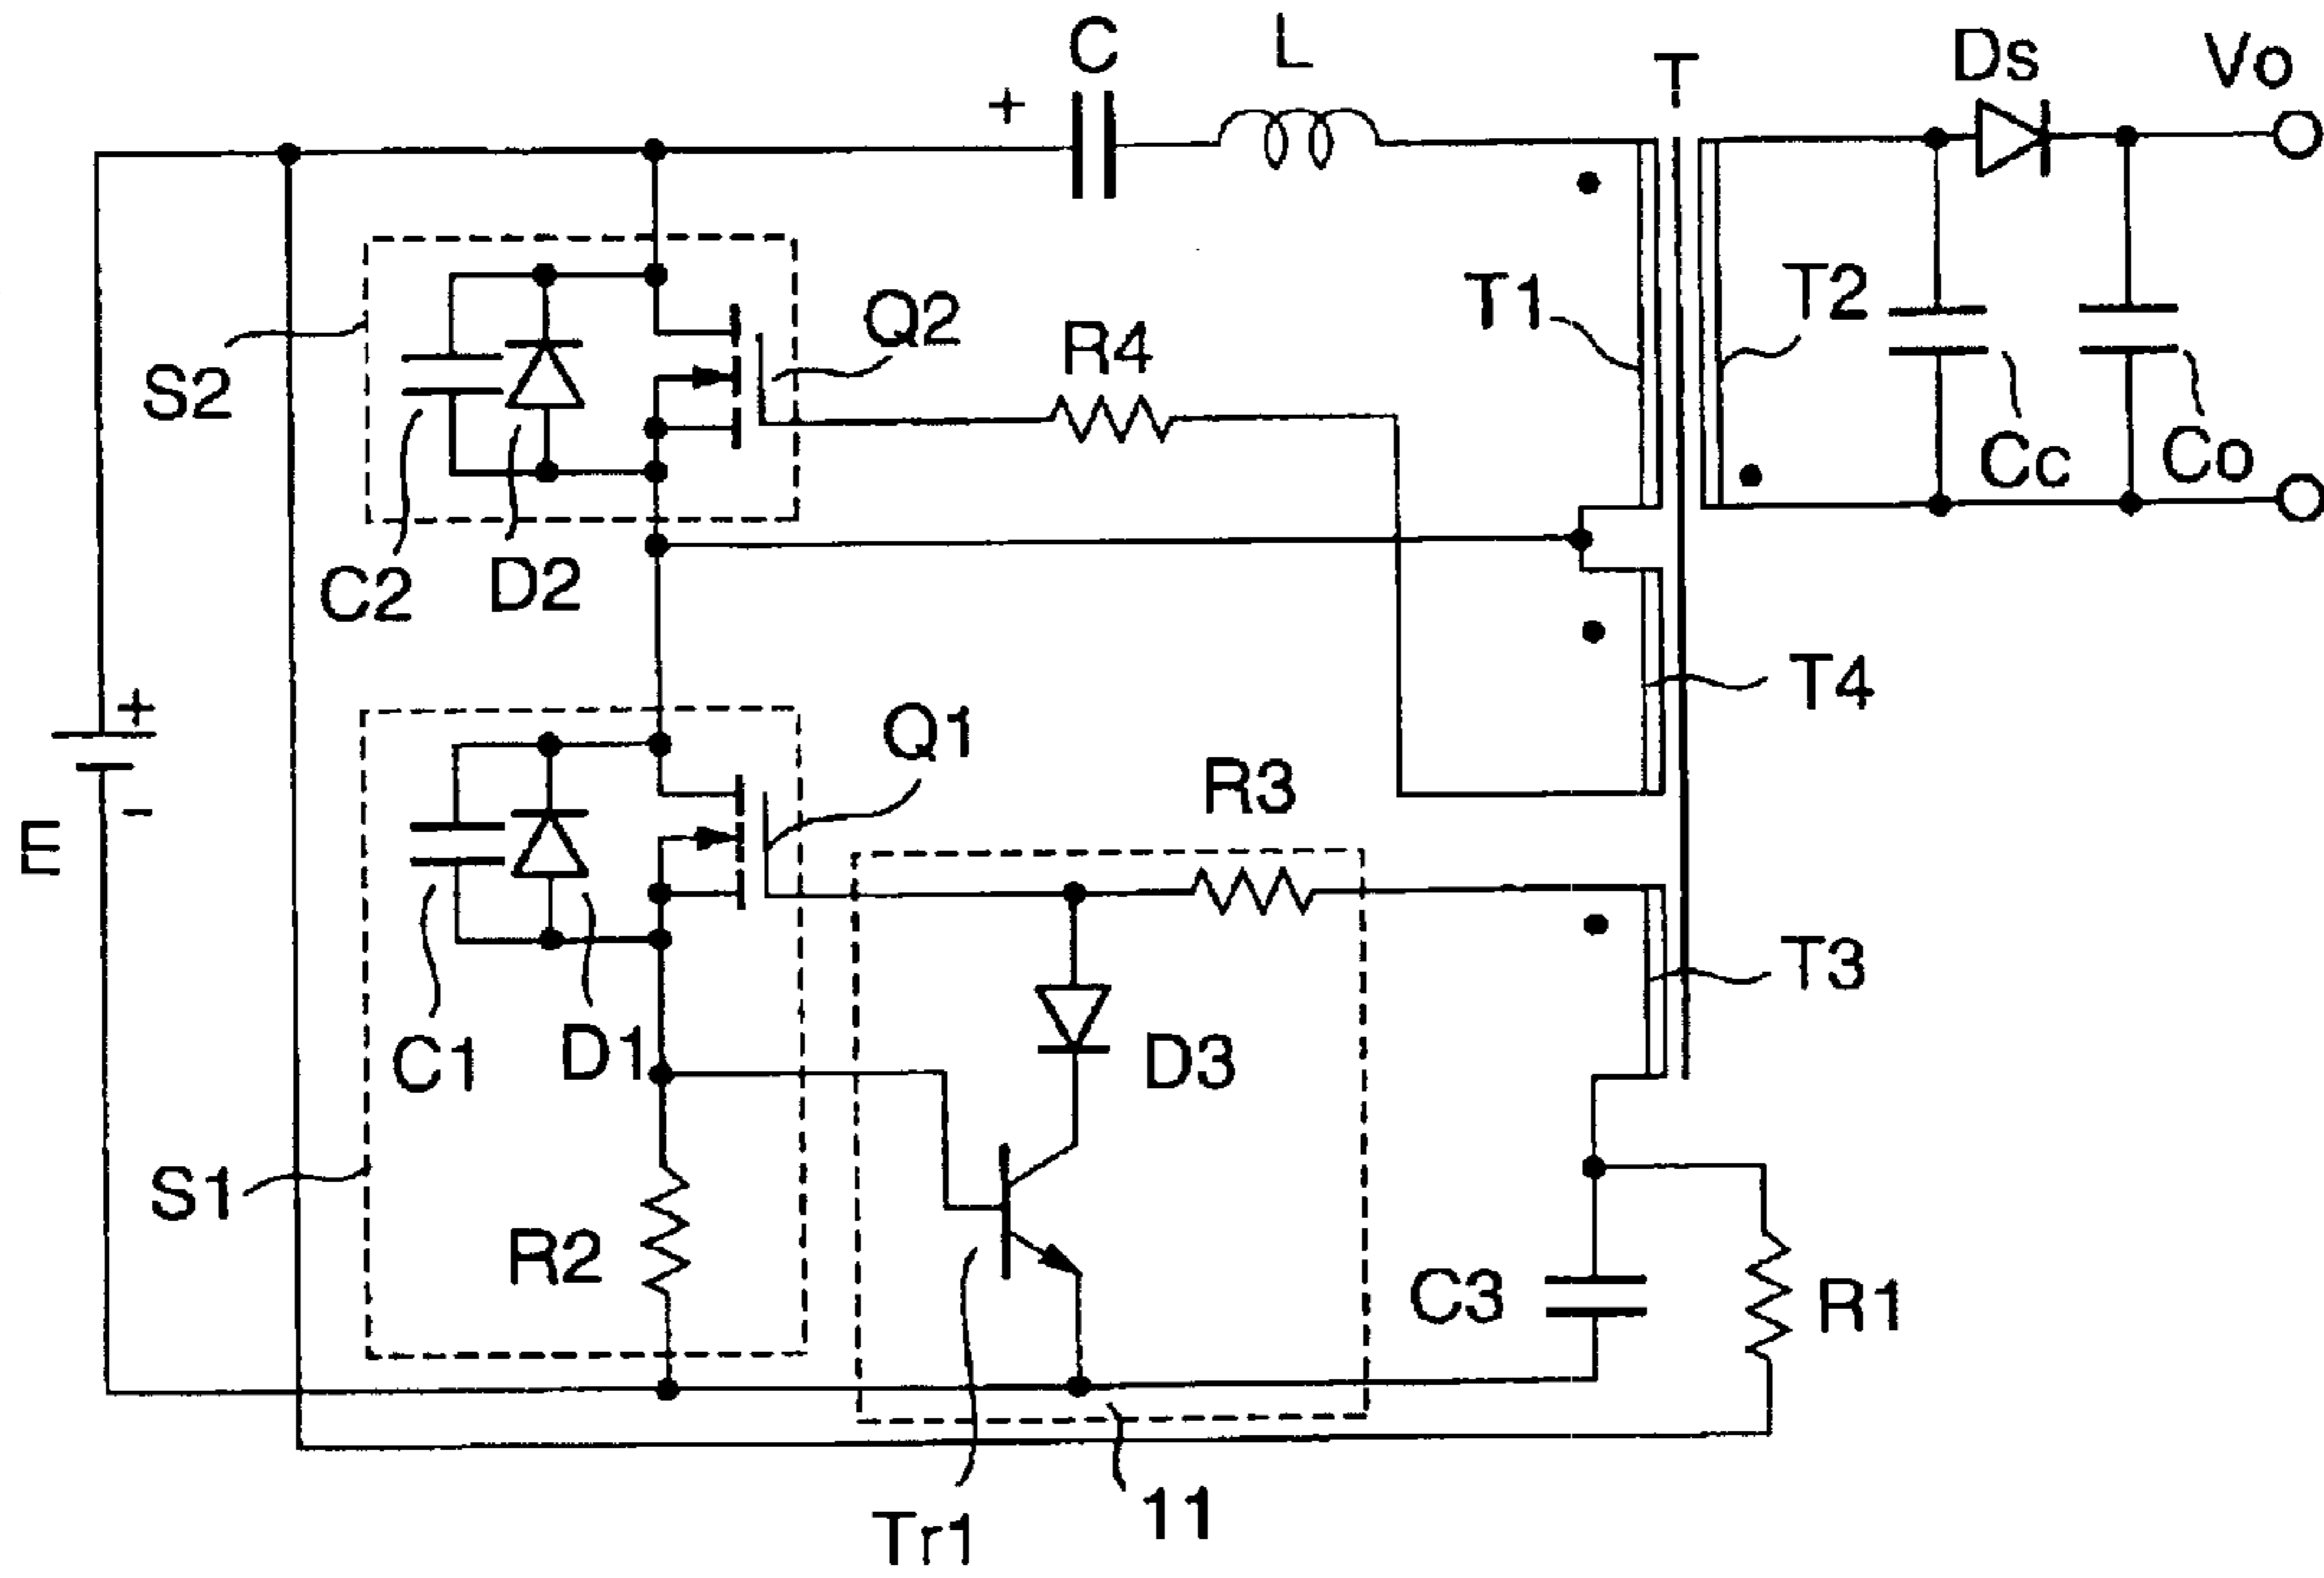 C
L
T
Ds
Vo
+
S2
Q2
R4
T1
T2
Cc
Co
C2
D2
T4
+
-
E
Q1
R3
T3
C1
D1
D3
S1
R2
C3
R1
Tr1
11